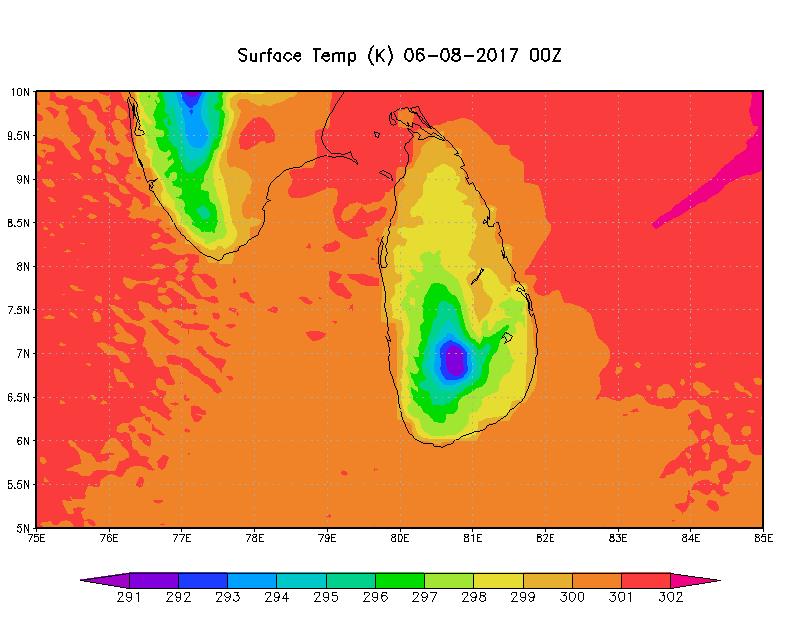 Surface Temp (K) 06-08-2017 00Z
10N
9.5N
9N
8.5N
8N
7.5N
7N
6.5N
6N
5.5N
5N
75E 76E 77E 78E 79E 80E 81E 82E 83E 84E 85E
291 292 293 294 295 296 297 298 299 300 301 302